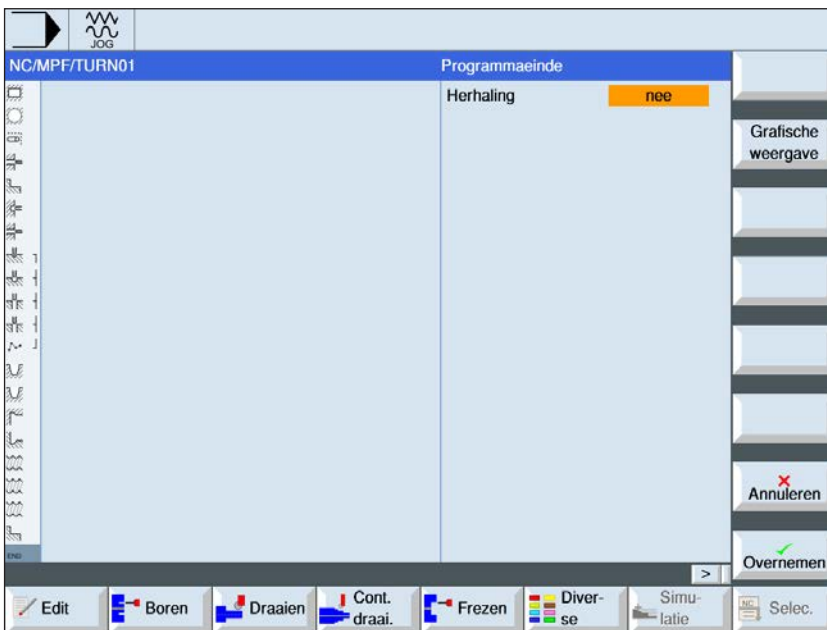 JOG
NC/MPF/TURN01
Programmaeinde
Herhaling nee
Grafische
weergave
Annuleren
Overnemen
END
>
Edit
Boren
Draaien
Cont.
draai.
Frezen
Diver-
se
Simu-
latie
NC
Selec.